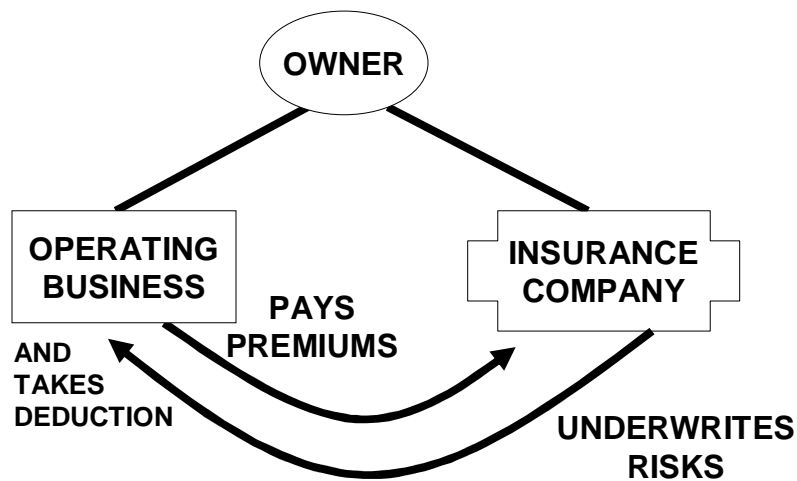 OWNER
OPERATING
BUSINESS
INSURANCE
COMPANY
PAYS
PREMIUMS
AND
TAKES
DEDUCTION
UNDERWRITES
RISKS